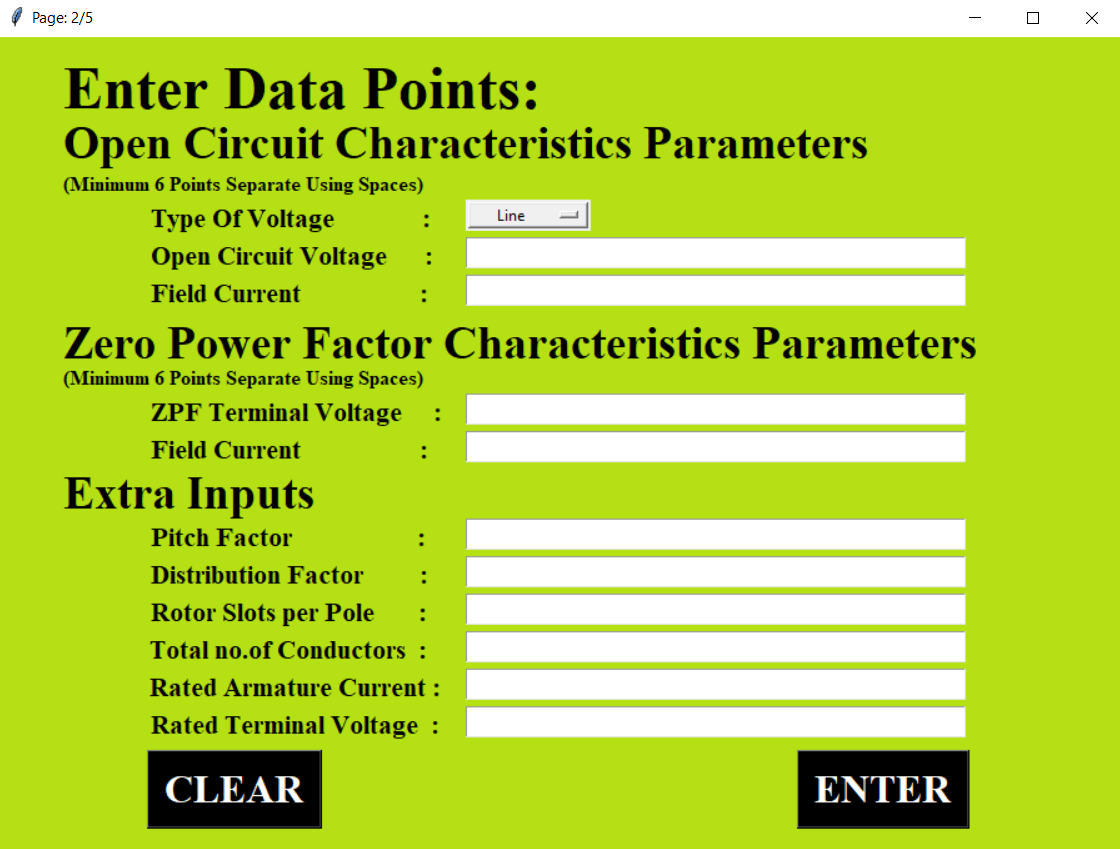 Page: 2/5
Enter Data Points:
Open Circuit Characteristics Parameters
(Minimum 6 Points Separate Using Spaces)
Type Of Voltage : Line
Open Circuit Voltage :
Field Current :
Zero Power Factor Characteristics Parameters
(Minimum 6 Points Separate Using Spaces)
ZPF Terminal Voltage :
Field Current :
Extra Inputs
Pitch Factor :
Distribution Factor :
Rotor Slots per Pole :
Total no.of Conductors :
Rated Armature Current :
Rated Terminal Voltage :
CLEAR ENTER